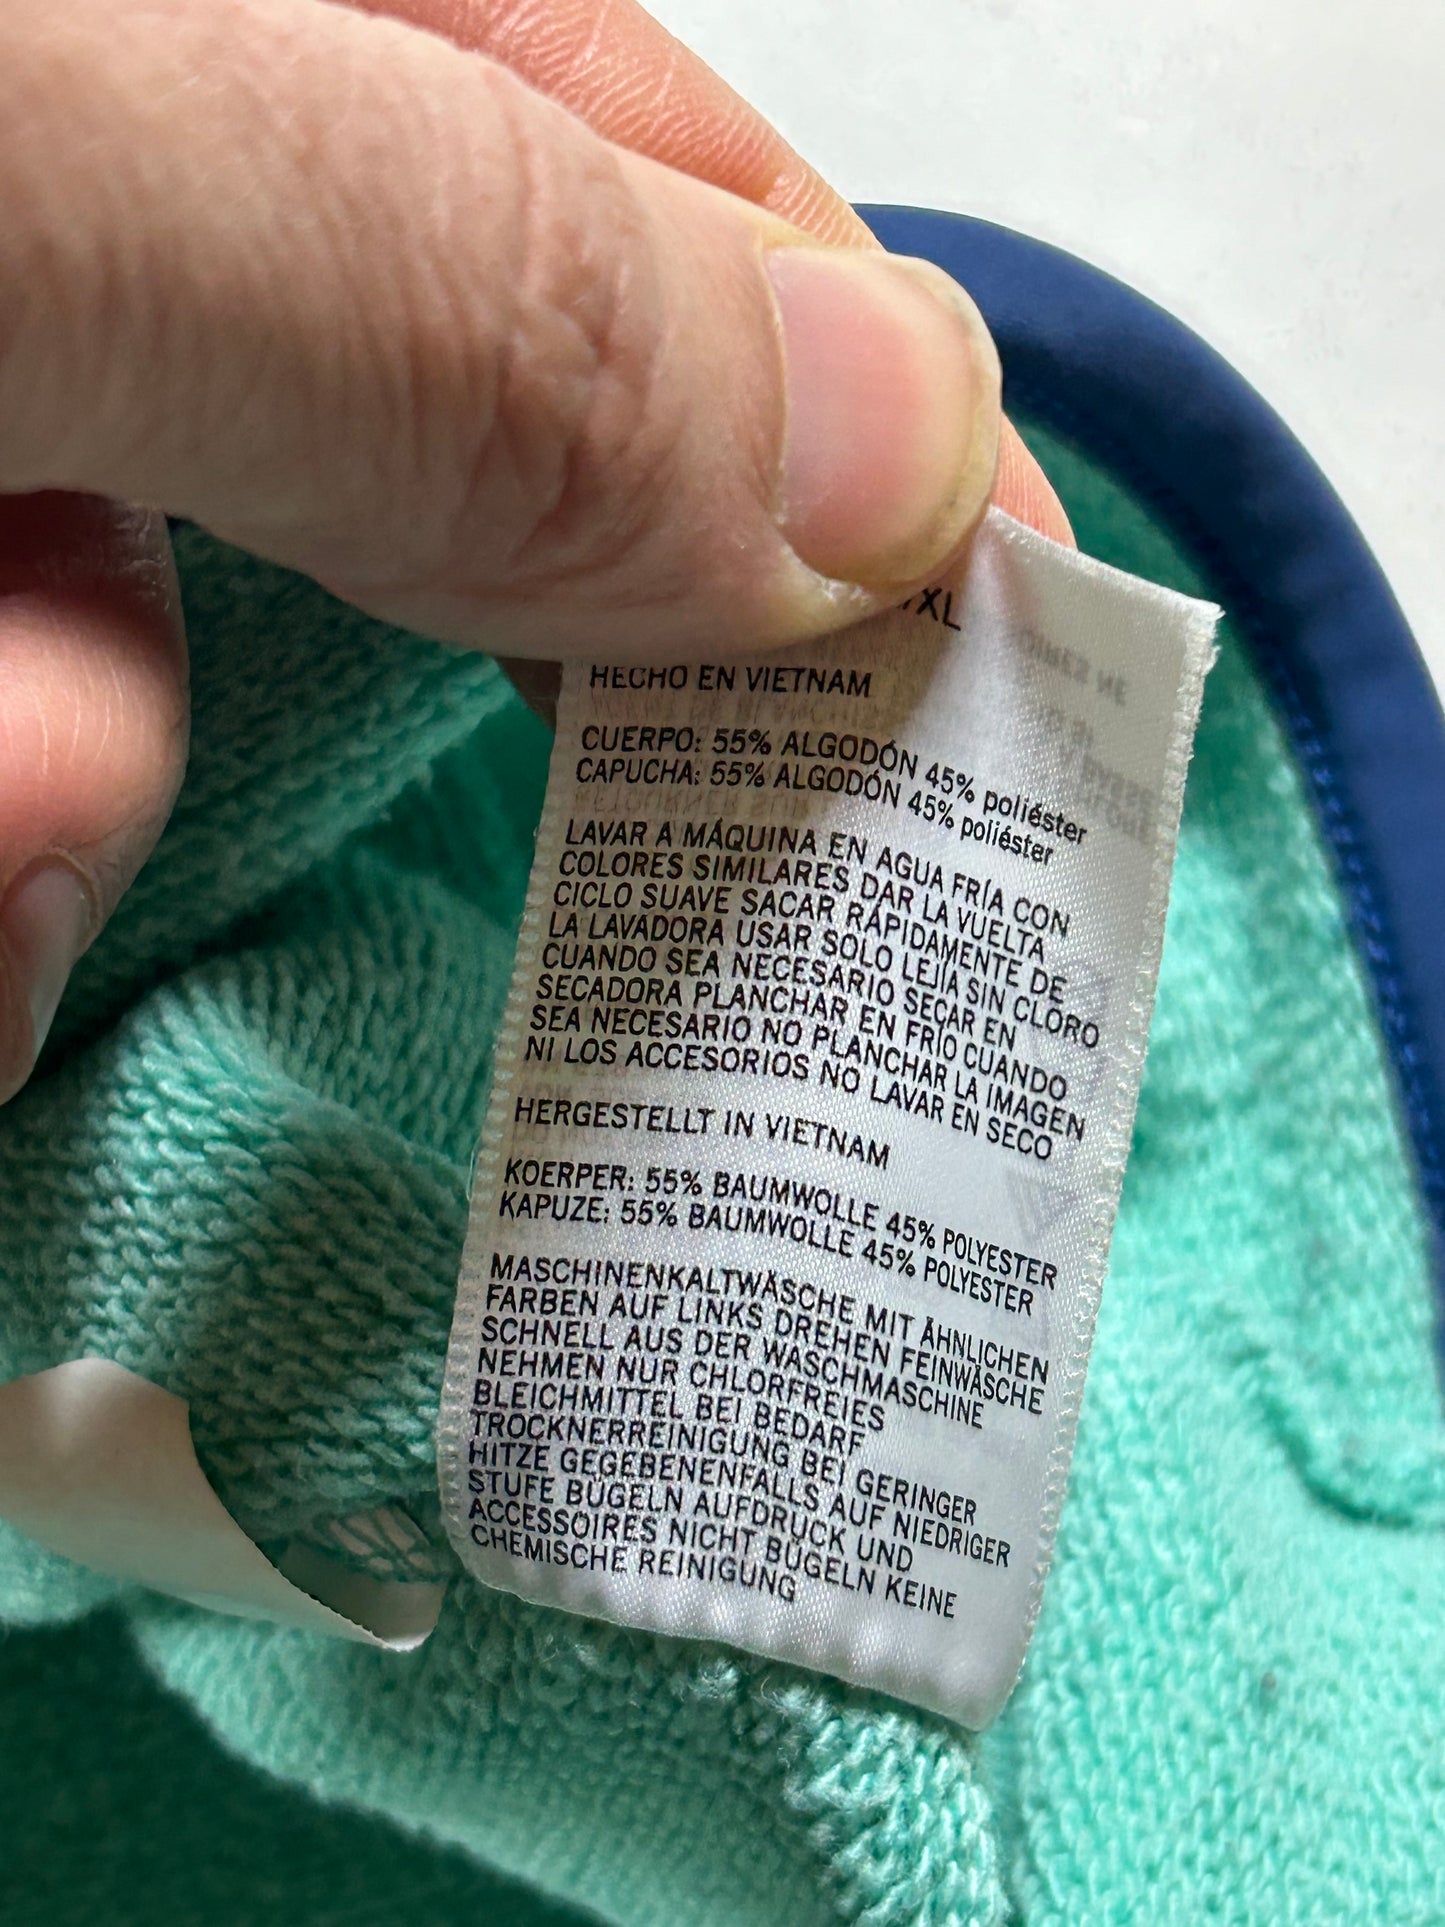 /XL
HECHO EN VIETNAM
CUERPO: 55% ALGODÓN 45% poliéster
CAPUCHA: 55% ALGODÓN 45% poliéster
LAVAR A MÁQUINA EN AGUA FRÍA CON
COLORES SIMILARES DAR LA VUELTA
CICLO SUAVE SACAR RÁPIDAMENTE DE
LA LAVADORA USAR SOLO LEJÍA SIN CLORO
CUANDO SEA NECESARIO SECAR EN
SECADORA PLANCHAR EN FRÍO CUANDO
SEA NECESARIO NO PLANCHAR LA IMAGEN
NI LOS ACCESORIOS NO LAVAR EN SECO
HERGESTELLT IN VIETNAM
KOERPER: 55% BAUMWOLLE 45% POLYESTER
KAPUZE: 55% BAUMWOLLE 45% POLYESTER
MASCHINENKALTWÄSCHE MIT ÄHNLICHEN
FARBEN AUF LINKS DREHEN FEINWÄSCHE
SCHNELL AUS DER WASCHMASCHINE
NEHMEN NUR CHLORFREIES
BLEICHMITTEL BEI BEDARF
TROCKNERREINIGUNG BEI GERINGER
HITZE GEGEBENENFALLS AUF NIEDRIGER
STUFE BÜGELN AUFDRUCK UND
ACCESSOIRES NICHT BÜGELN KEINE
CHEMISCHE REINIGUNG